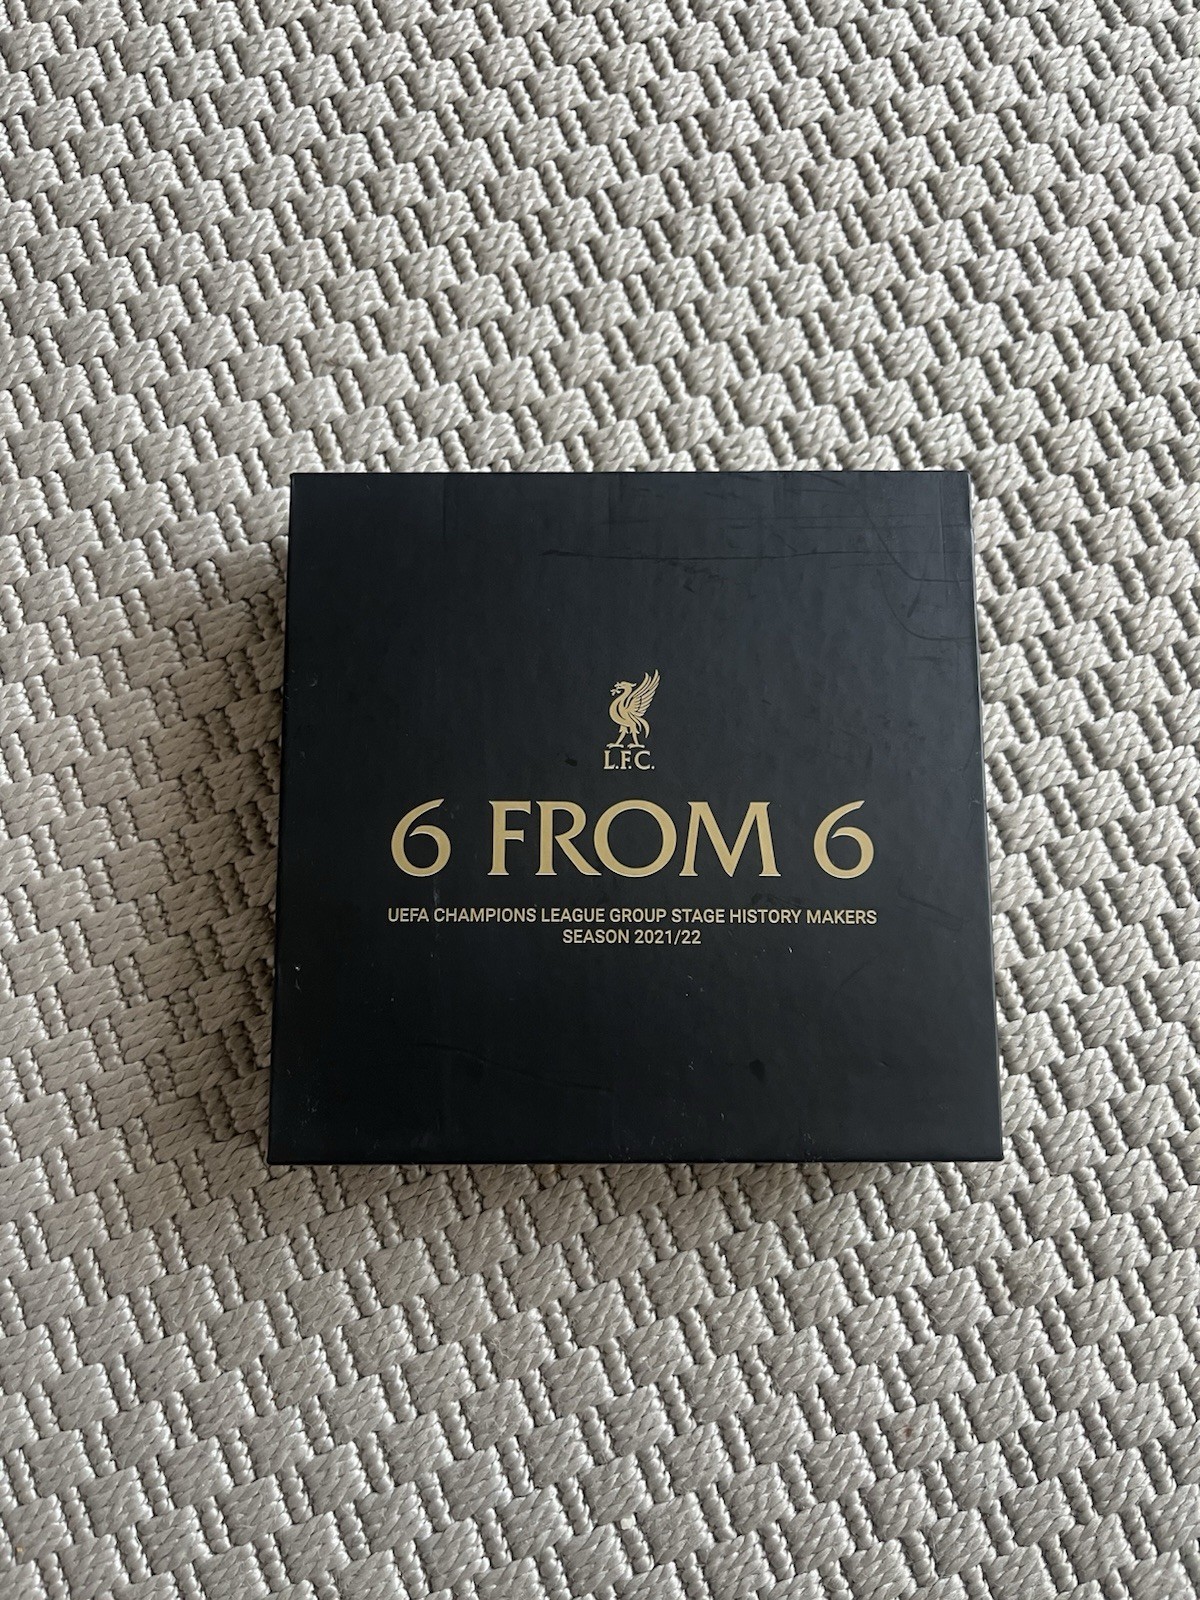 L.F.C.
6 FROM 6
UEFA CHAMPIONS LEAGUE GROUP STAGE HISTORY MAKERS
SEASON 2021/22